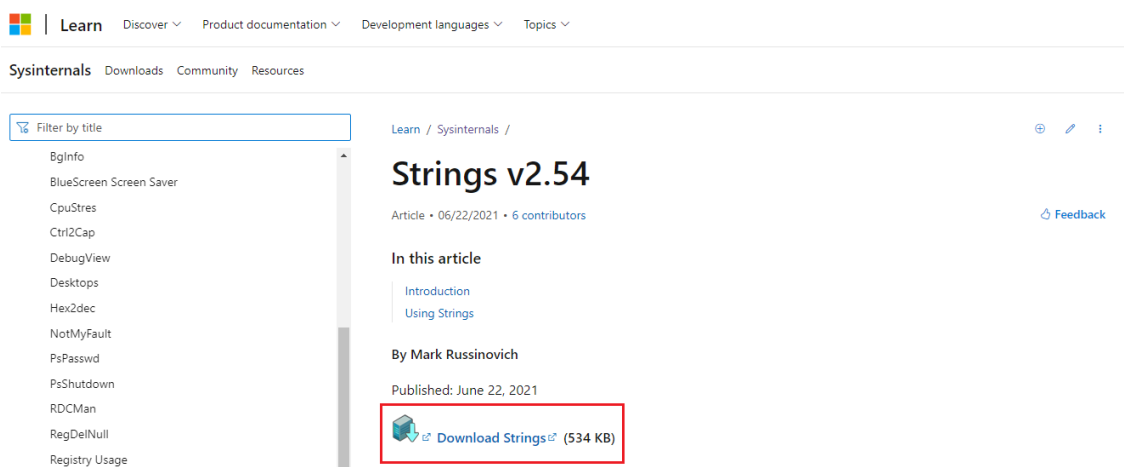 Learn Discover Product documentation Development languages Topics
Sysinternals Downloads Community Resources
Filter by title
BgInfo
BlueScreen Screen Saver
CpuStres
Ctrl2Cap
DebugView
Desktops
Hex2dec
NotMyFault
PsPasswd
PsShutdown
RDCMan
RegDelNull
Registry Usage
Learn / Sysinternals /
Strings v2.54
Article • 06/22/2021 • 6 contributors
Feedback
In this article
Introduction
Using Strings
By Mark Russinovich
Published: June 22, 2021
Download Strings (534 KB)